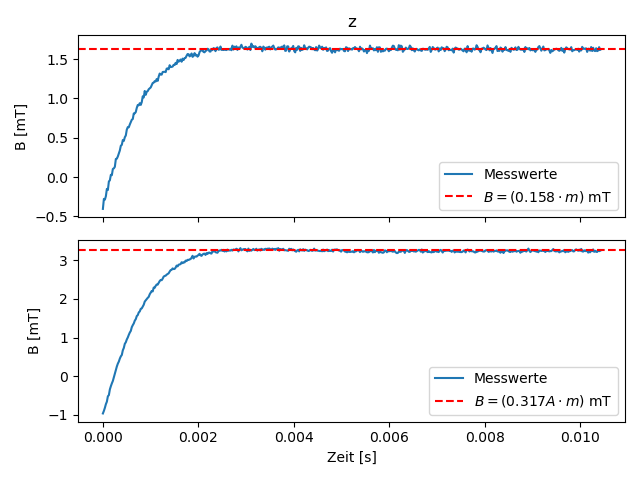 z
B [mT]
1.5
1.0
0.5
0.0
−0.5
Messwerte
B = (0.158 · m) mT
B [mT]
3
2
1
0
−1
Messwerte
B = (0.317A · m) mT
0.000 0.002 0.004 0.006 0.008 0.010
Zeit [s]